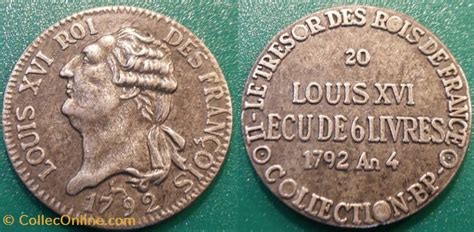 LOUIS XVI ROI DES FRANÇOIS
1792
II - LE TRESOR DES ROIS DE FRANCE
20
LOUIS XVI
ECU DE 6 LIVRES
1792 An 4
COLLECTION - BP -
© CollecOnline.com